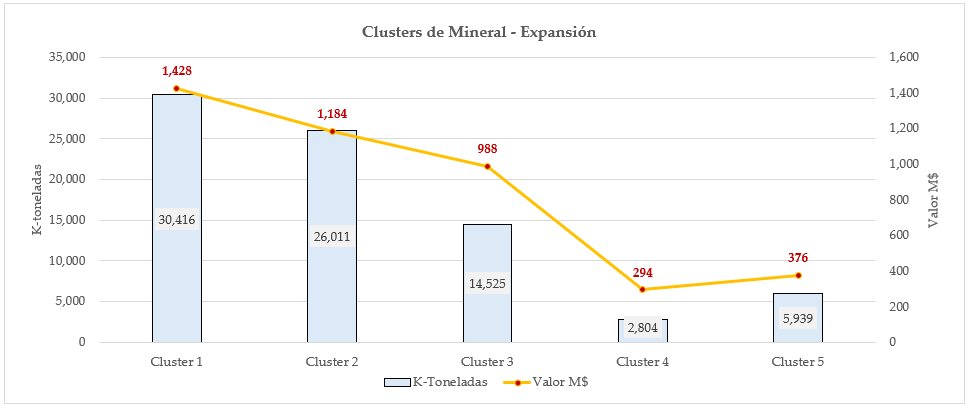 Clusters de Mineral - Expansión
35,000
30,000
25,000
20,000
15,000
10,000
5,000
0
K-toneladas
1,600
1,400
1,200
1,000
800
600
400
200
0
Valor M$
1,428
1,184
988
294
376
30,416
26,011
14,525
2,804
5,939
Cluster 1
Cluster 2
Cluster 3
Cluster 4
Cluster 5
K-Toneladas
Valor M$